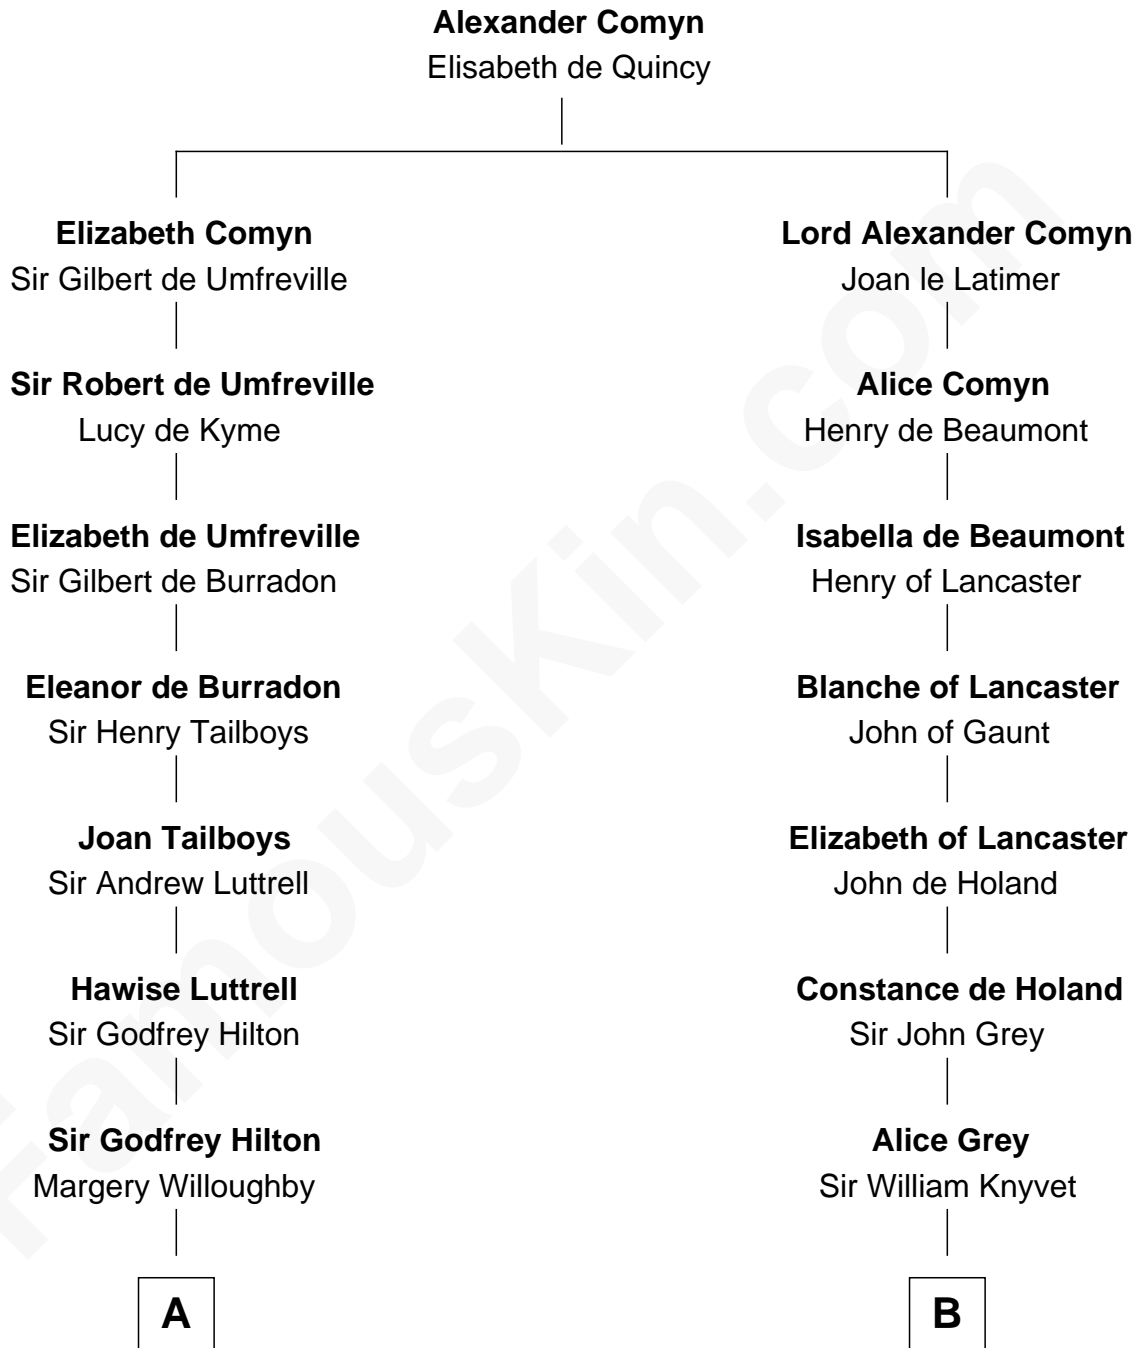 Alexander Comyn
Elisabeth de Quincy
Elizabeth Comyn
Sir Gilbert de Umfreville
Lord Alexander Comyn
Joan le Latimer
Sir Robert de Umfreville
Lucy de Kyme
Alice Comyn
Henry de Beaumont
Elizabeth de Umfreville
Sir Gilbert de Burradon
Isabella de Beaumont
Henry of Lancaster
Eleanor de Burradon
Sir Henry Tailboys
Blanche of Lancaster
John of Gaunt
Joan Tailboys
Sir Andrew Luttrell
Elizabeth of Lancaster
John de Holand
Hawise Luttrell
Sir Godfrey Hilton
Constance de Holand
Sir John Grey
Sir Godfrey Hilton
Margery Willoughby
Alice Grey
Sir William Knyvet
A
B
FamousKin.com